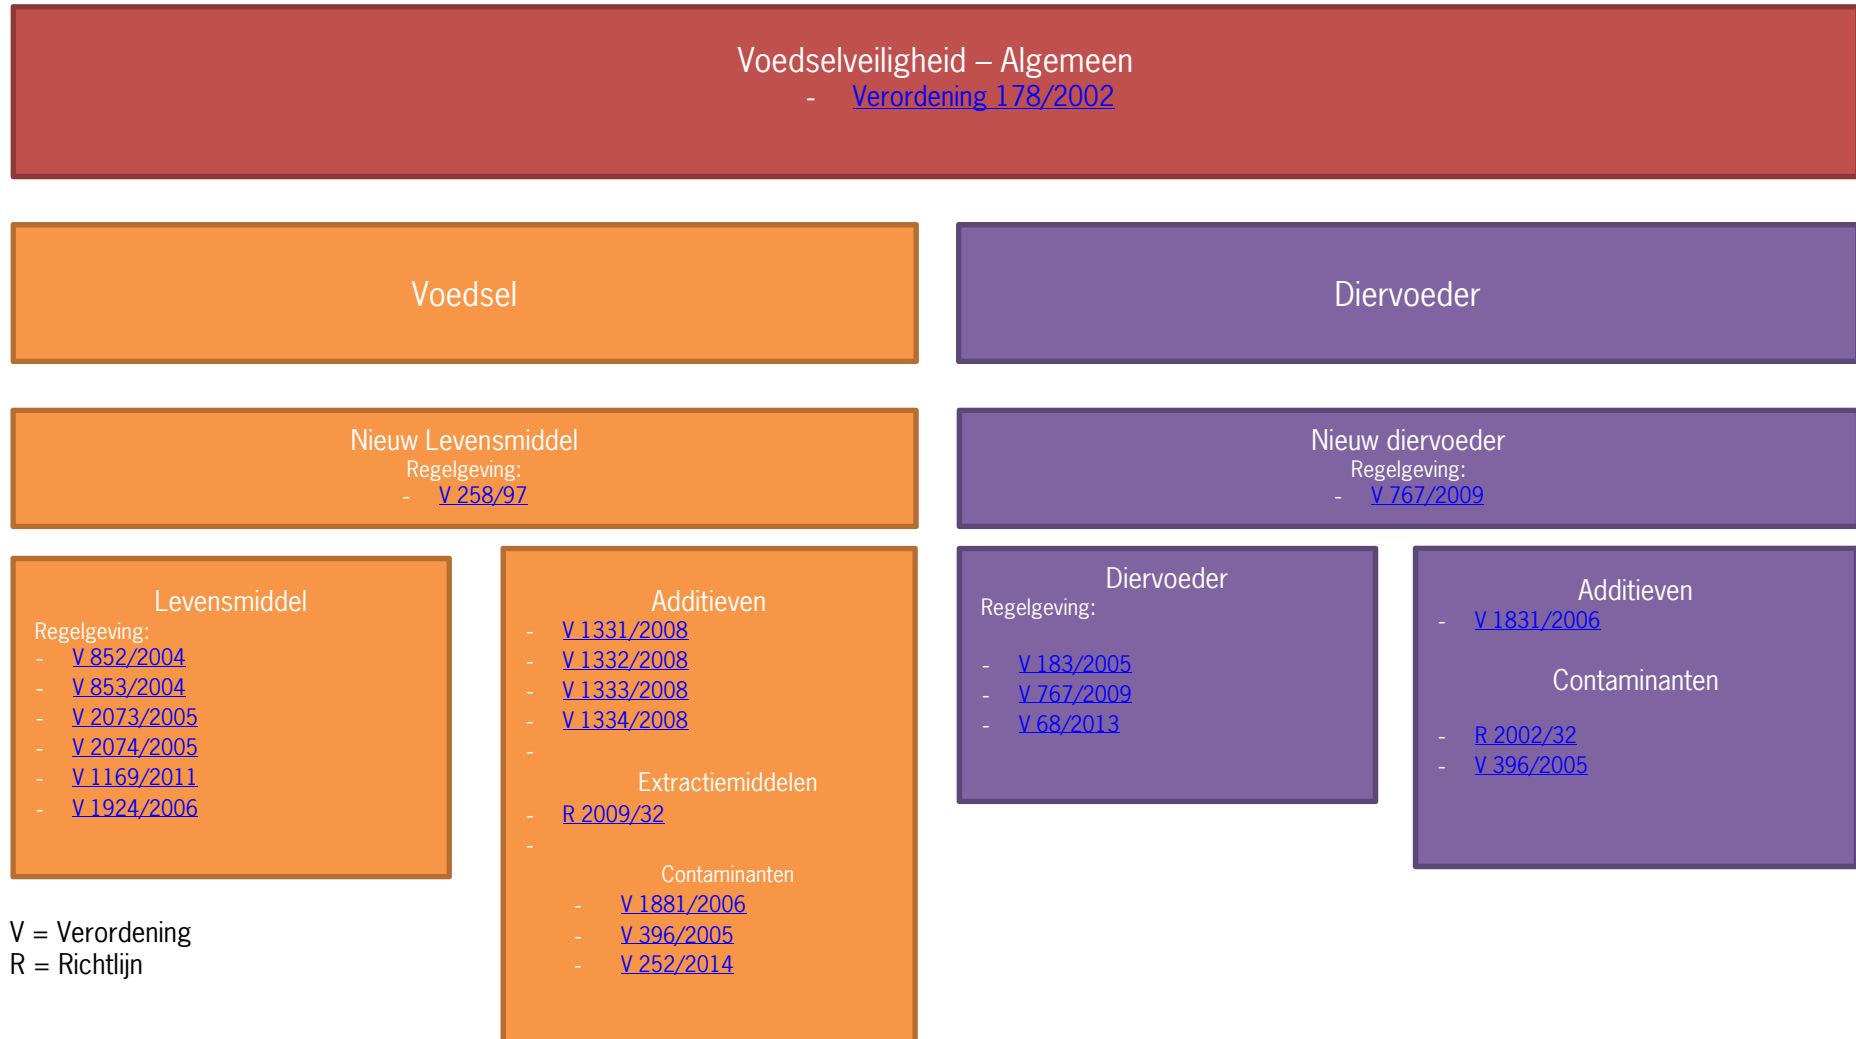 Voedselveiligheid – Algemeen
- Verordening 178/2002
Voedsel
Diervoeder
Nieuw Levensmiddel
Regelgeving:
- V 258/97
Nieuw diervoeder
Regelgeving:
- V 767/2009
Levensmiddel
Regelgeving:
- V 852/2004
- V 853/2004
- V 2073/2005
- V 2074/2005
- V 1169/2011
- V 1924/2006
Additieven
- V 1331/2008
- V 1332/2008
- V 1333/2008
- V 1334/2008
-
Extractiemiddelen
- R 2009/32
-
Contaminanten
- V 1881/2006
- V 396/2005
- V 252/2014
Diervoeder
Regelgeving:
- V 183/2005
- V 767/2009
- V 68/2013
Additieven
- V 1831/2006
Contaminanten
- R 2002/32
- V 396/2005
V = Verordening
R = Richtlijn